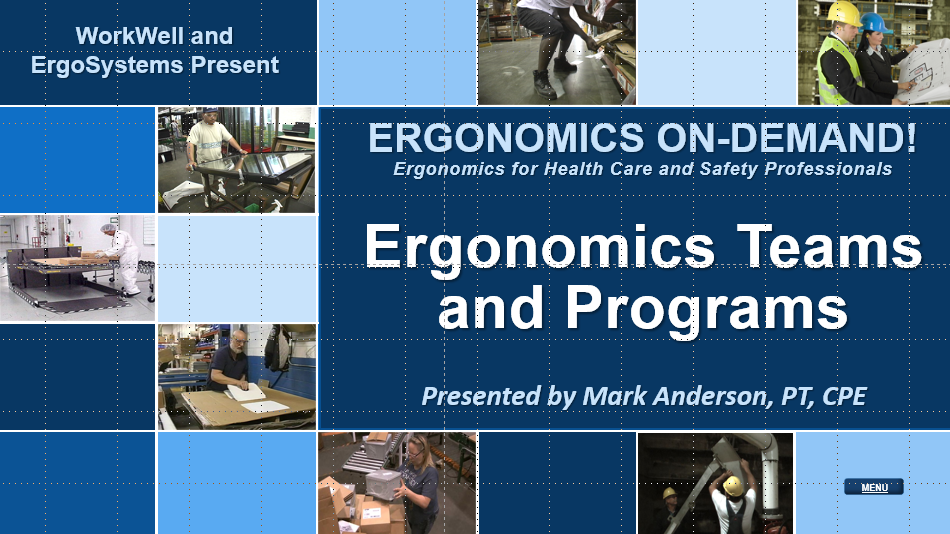 WorkWell and
ErgoSystems Present
ERGONOMICS ON-DEMAND!
Ergonomics for Health Care and Safety Professionals
Ergonomics Teams
and Programs
Presented by Mark Anderson, PT, CPE
MENU